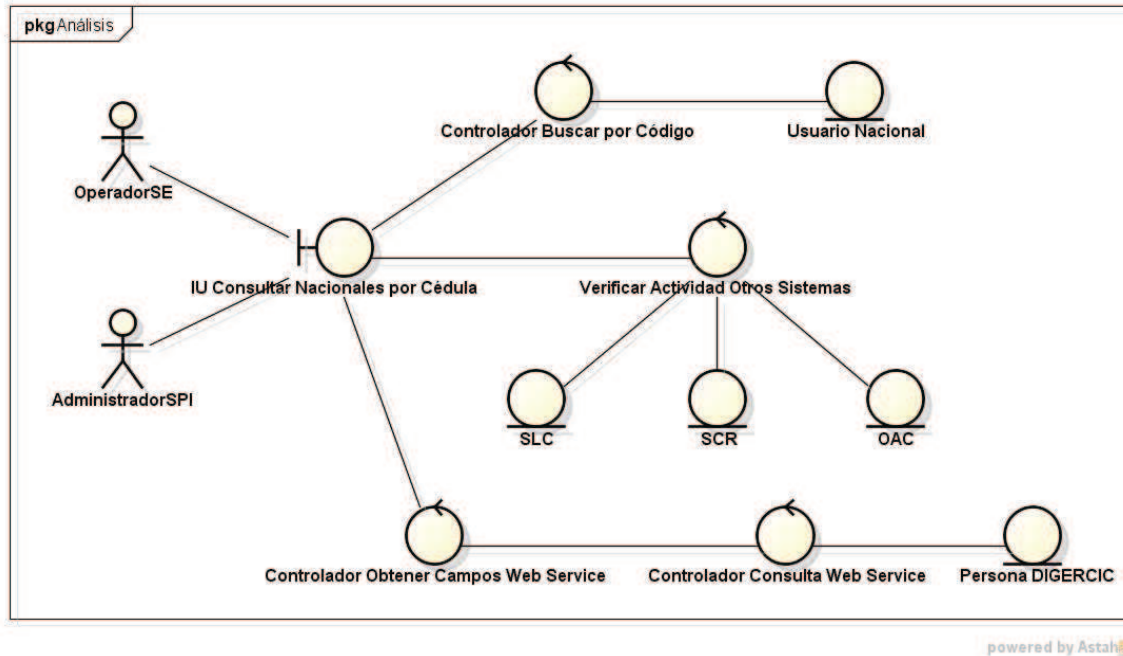 pkg Análisis
Controlador Buscar por Código
Usuario Nacional
OperadorSE
IU Consultar Nacionales por Cédula
Verificar Actividad Otros Sistemas
AdministradorSPI
SLC
SCR
OAC
Controlador Obtener Campos Web Service
Controlador Consulta Web Service
Persona DIGERCIC
powered by Astah